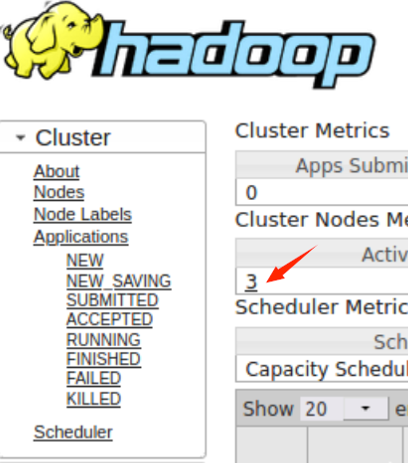 hadoop
Cluster
About
Nodes
Node Labels
Applications
NEW
NEW_SAVING
SUBMITTED
ACCEPTED
RUNNING
FINISHED
FAILED
KILLED
Scheduler
Cluster Metrics
Apps Submi
0
Cluster Nodes Me
Activ
3
Scheduler Metric
Sch
Capacity Schedul
Show 20 e